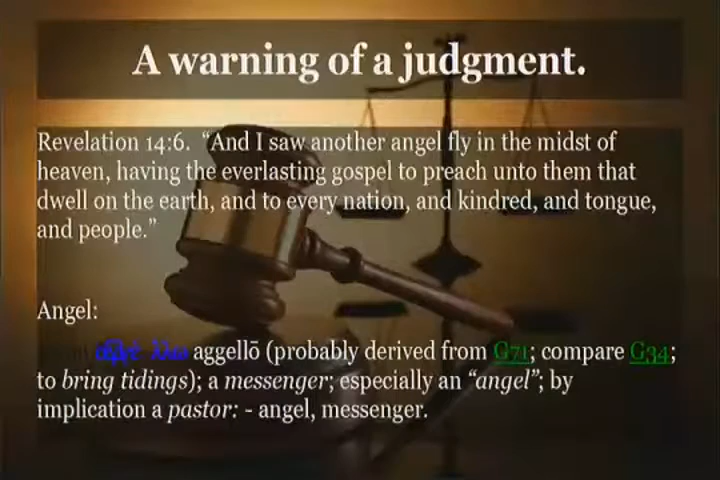 A warning of a judgment.
Revelation 14:6. “And I saw another angel fly in the midst of
heaven, having the everlasting gospel to preach unto them that
dwell on the earth, and to every nation, and kindred, and tongue,
and people.”
Angel:
aggellō (probably derived from G71; compare G34;
to bring tidings); a messenger; especially an “angel”; by
implication a pastor: - angel, messenger.